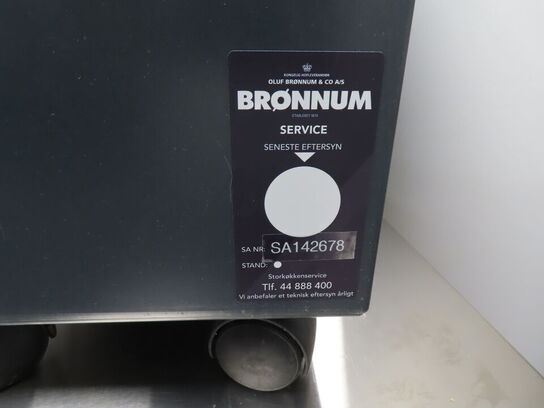 KONGELIG HOFLEVERANDØR
OLUF BRØNNUM & CO A/S
BRØNNUM
SERVICE
SENESTE EFTERSYN
SA NR:
SA142678
STAND:
Storkøkkenservice
Tlf. 44 888 400
Vi anbefaler et teknisk eftersyn årligt